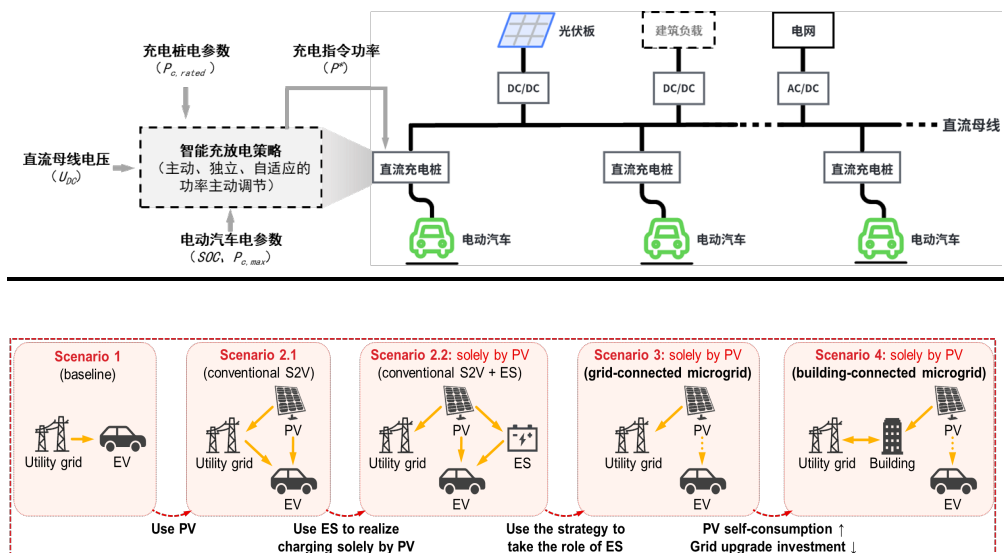 充电桩电参数
（Pc,rated）
充电指令功率
（P*）
光伏板
建筑负载
电网
DC/DC
DC/DC
AC/DC
直流母线
直流母线电压
（UDC）
智能充放电策略
（主动、独立、自适应的
功率主动调节）
直流充电桩
直流充电桩
直流充电桩
电动汽车电参数
（SOC、Pc,max）
电动汽车
电动汽车
电动汽车
Scenario 1
(baseline)
Utility grid
EV
Scenario 2.1
(conventional S2V)
PV
Utility grid
EV
Scenario 2.2: solely by PV
(conventional S2V + ES)
PV
Utility grid
ES
EV
Scenario 3: solely by PV
(grid-connected microgrid)
PV
Utility grid
EV
Scenario 4: solely by PV
(building-connected microgrid)
PV
Utility grid
Building
EV
Use PV
Use ES to realize
charging solely by PV
Use the strategy to
take the role of ES
PV self-consumption ↑
Grid upgrade investment ↓